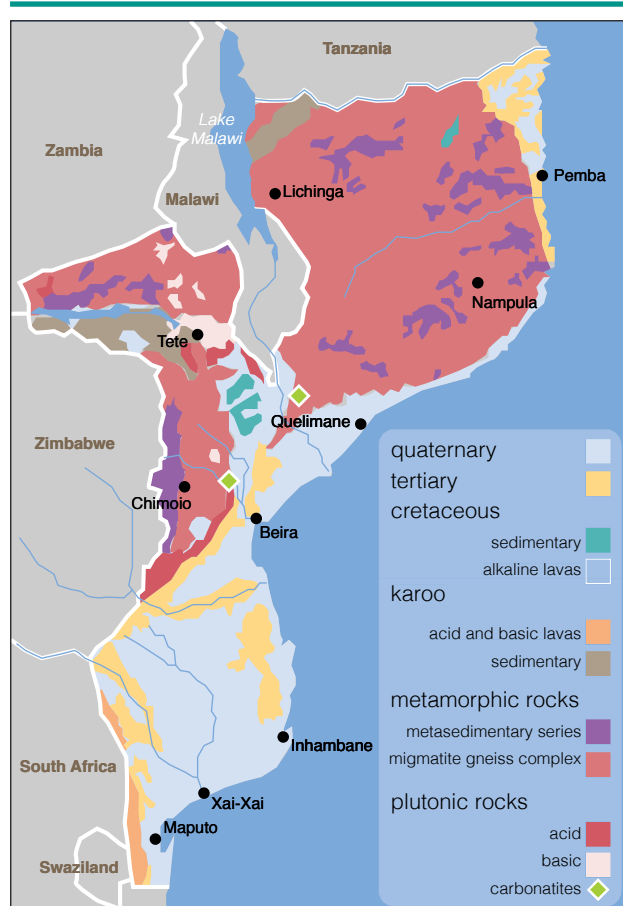 Tanzania
Lake
Malawi
Zambia
Malawi
Lichinga
Pemba
Nampula
Tete
Quelimane
Zimbabwe
Chimoio
Beira
Inhambane
South Africa
Xai-Xai
Maputo
Swaziland
quaternary
tertiary
cretaceous
sedimentary
alkaline lavas
karoo
acid and basic lavas
sedimentary
metamorphic rocks
metasedimentary series
migmatite gneiss complex
plutonic rocks
acid
basic
carbonatites